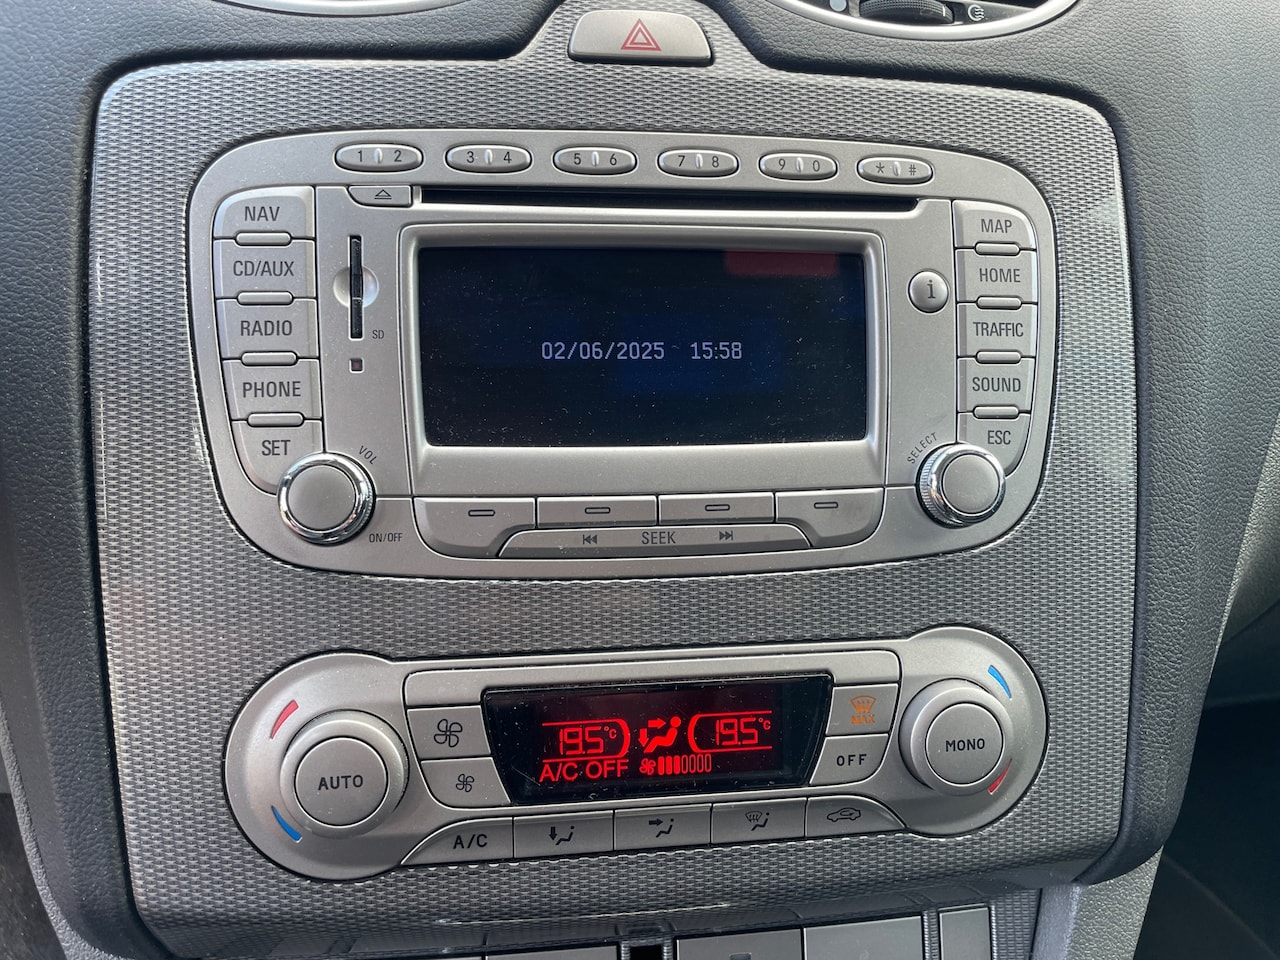 1 2 3 4 5 6 7 8 9 0 * #
NAV
CD/AUX
RADIO
PHONE
SET
SD
VOL
ON/OFF
02/06/2025 15:58
i
MAP
HOME
TRAFFIC
SOUND
ESC
SELECT
SEEK
AUTO
19.5°C 19.5°C
A/C OFF
MAX
OFF
MONO
A/C